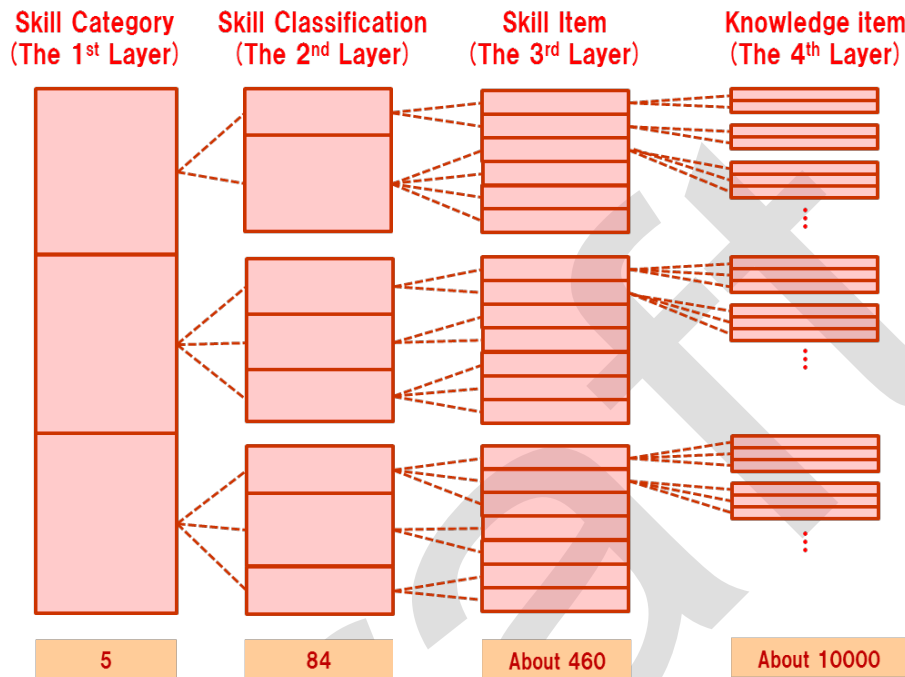 Skill Category
(The 1st Layer)
Skill Classification
(The 2nd Layer)
Skill Item
(The 3rd Layer)
Knowledge item
(The 4th Layer)
5
84
About 460
About 10000